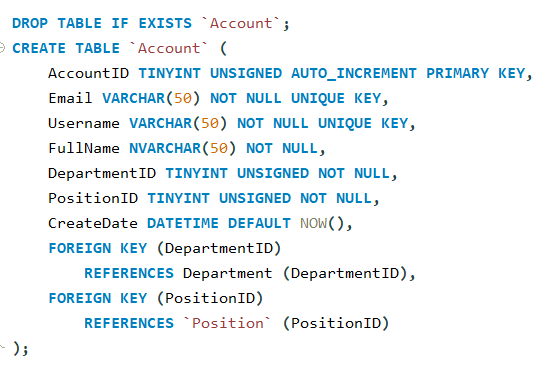 DROP TABLE IF EXISTS `Account`;
CREATE TABLE `Account` (
AccountID TINYINT UNSIGNED AUTO_INCREMENT PRIMARY KEY,
Email VARCHAR(50) NOT NULL UNIQUE KEY,
Username VARCHAR(50) NOT NULL UNIQUE KEY,
FullName NVARCHAR(50) NOT NULL,
DepartmentID TINYINT UNSIGNED NOT NULL,
PositionID TINYINT UNSIGNED NOT NULL,
CreateDate DATETIME DEFAULT NOW(),
FOREIGN KEY (DepartmentID)
REFERENCES Department (DepartmentID),
FOREIGN KEY (PositionID)
REFERENCES `Position` (PositionID)
);